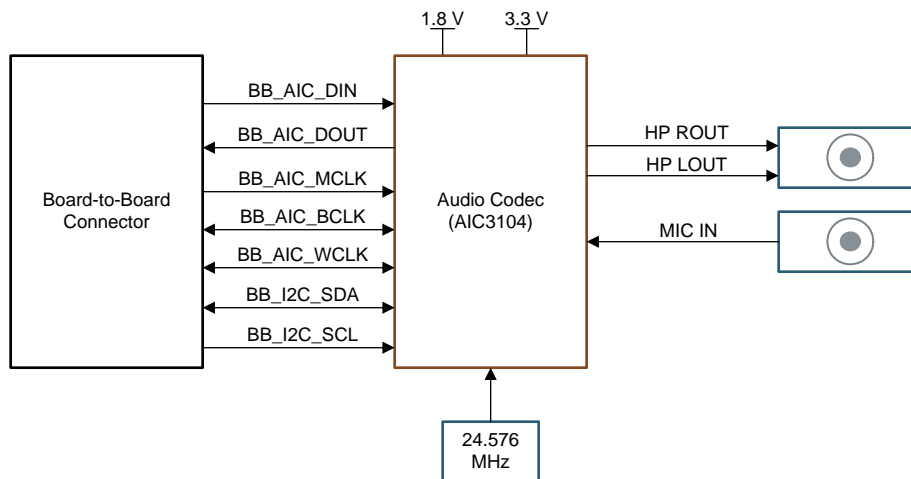 1.8 V
3.3 V
BB_AIC_DIN
BB_AIC_DOUT
BB_AIC_MCLK
BB_AIC_BCLK
BB_AIC_WCLK
BB_I2C_SDA
BB_I2C_SCL
Board-to-Board
Connector
Audio Codec
(AIC3104)
HP ROUT
HP LOUT
MIC IN
24.576
MHz